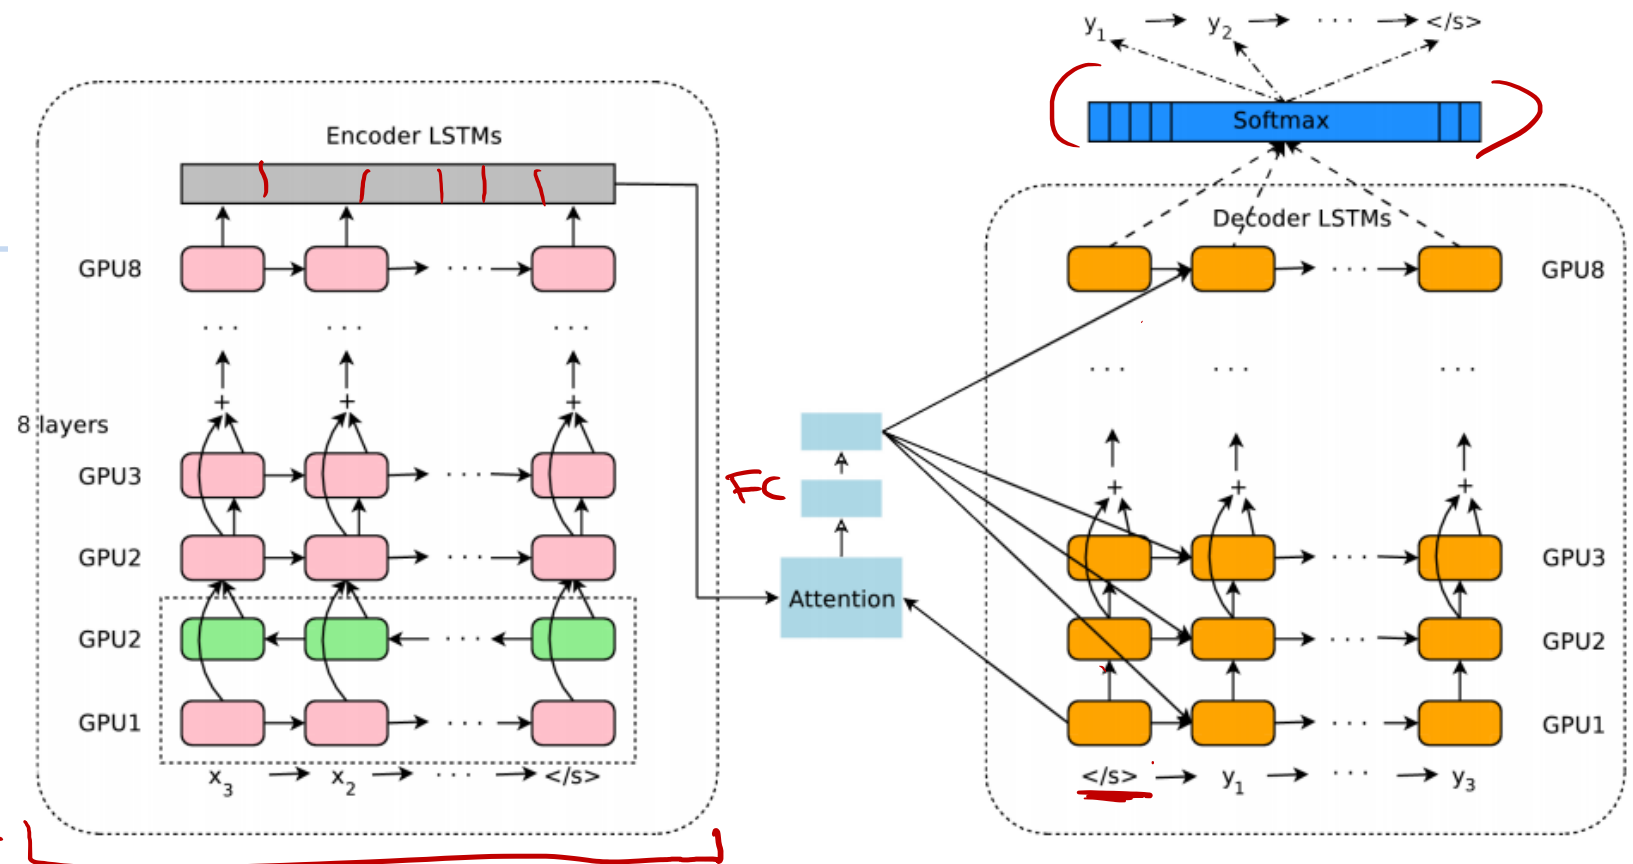 y1 → y2 → ... → </s>
Softmax
Encoder LSTMs
Decoder LSTMs
GPU8
...
GPU8
...
... ... ...
... ... ...
+ + +
8 layers
GPU3 ...
FC
+ + +
GPU2 ...
... GPU3
Attention
GPU2 ...
... GPU2
GPU1 ...
... GPU1
x3 → x2 → ... → </s>
</s> → y1 → ... → y3